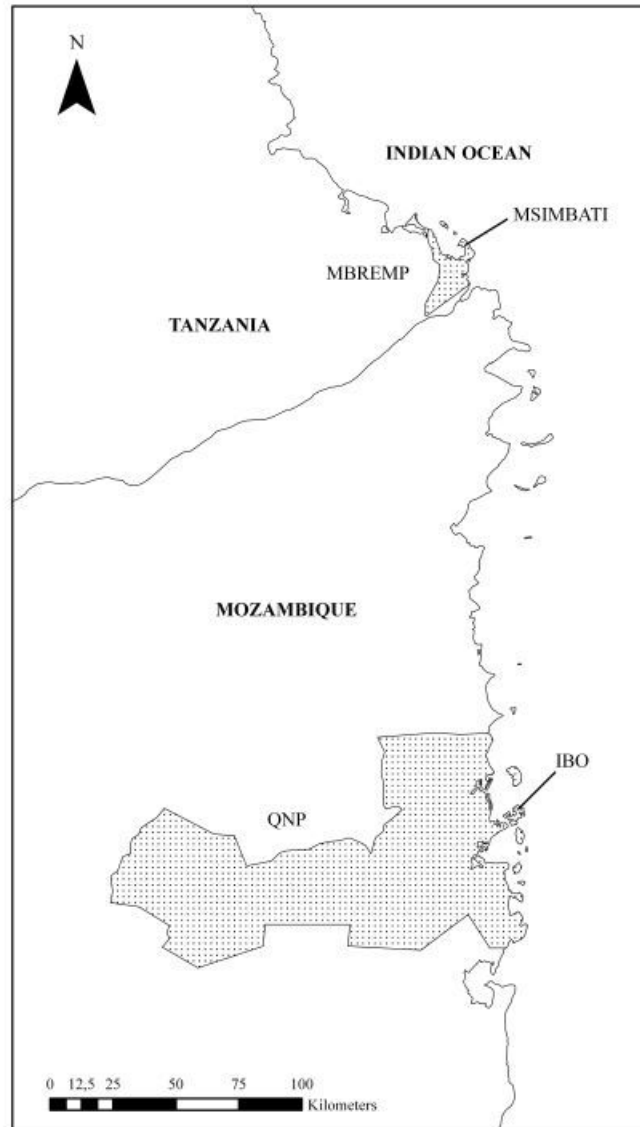 N
INDIAN OCEAN
MSIMBATI
MBREMP
TANZANIA
MOZAMBIQUE
IBO
QNP
0 12,5 25 50 75 100
Kilometers